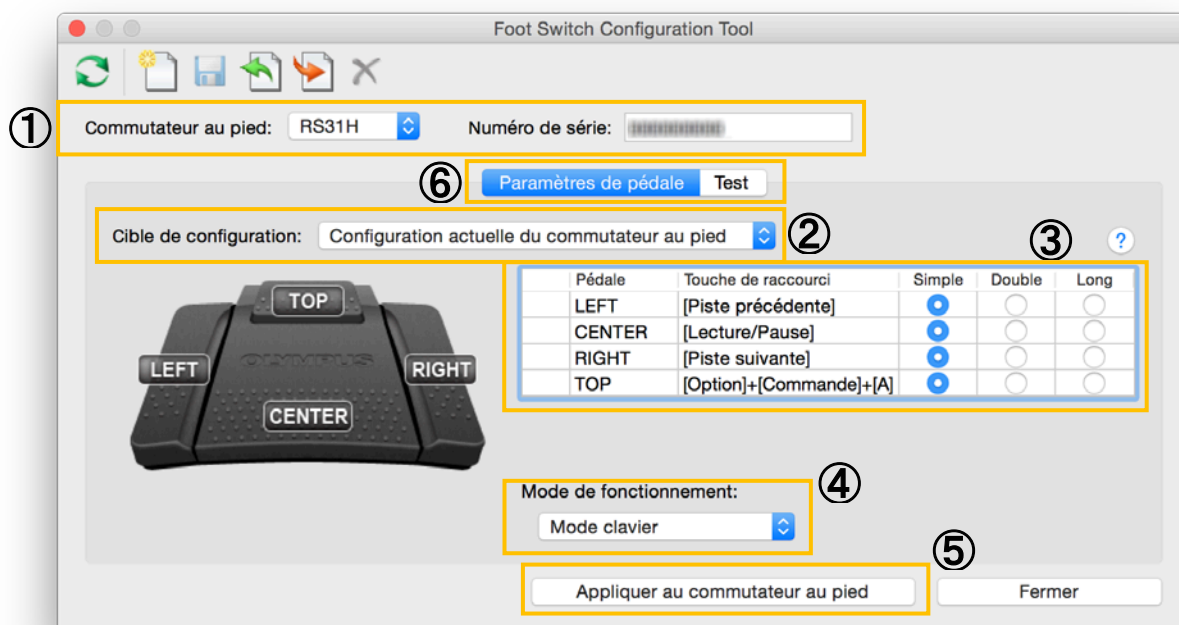 Foot Switch Configuration Tool
① Commutateur au pied: RS31H Numéro de série:
⑥ Paramètres de pédale Test
Cible de configuration: Configuration actuelle du commutateur au pied ②
③ ?
Pédale Touche de raccourci Simple Double Long
LEFT [Piste précédente]
CENTER [Lecture/Pause]
RIGHT [Piste suivante]
TOP [Option]+[Commande]+[A]
TOP
OLYMPUS
LEFT RIGHT
CENTER
Mode de fonctionnement: ④
Mode clavier
⑤
Appliquer au commutateur au pied Fermer